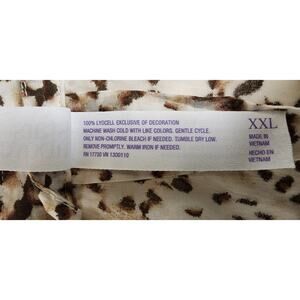 100% LYOCELL EXCLUSIVE OF DECORATION
MACHINE WASH COLD WITH LIKE COLORS. GENTLE CYCLE.
ONLY NON-CHLORINE BLEACH IF NEEDED. TUMBLE DRY LOW.
REMOVE PROMPTLY. WARM IRON IF NEEDED.
RN 17730 VN 1300110
XXL
MADE IN
VIETNAM
HECHO EN
VIETNAM